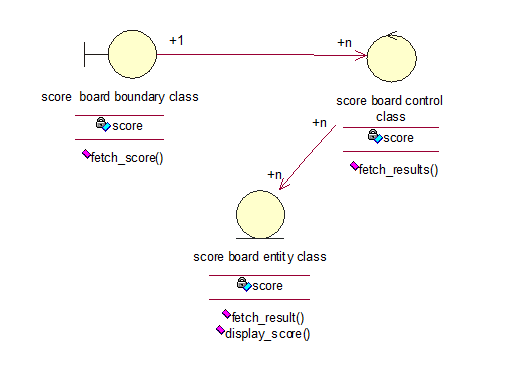 +1
+n
score board boundary class
score
fetch_score()
score board control
class
score
fetch_results()
+n
+n
score board entity class
score
fetch_result()
display_score()